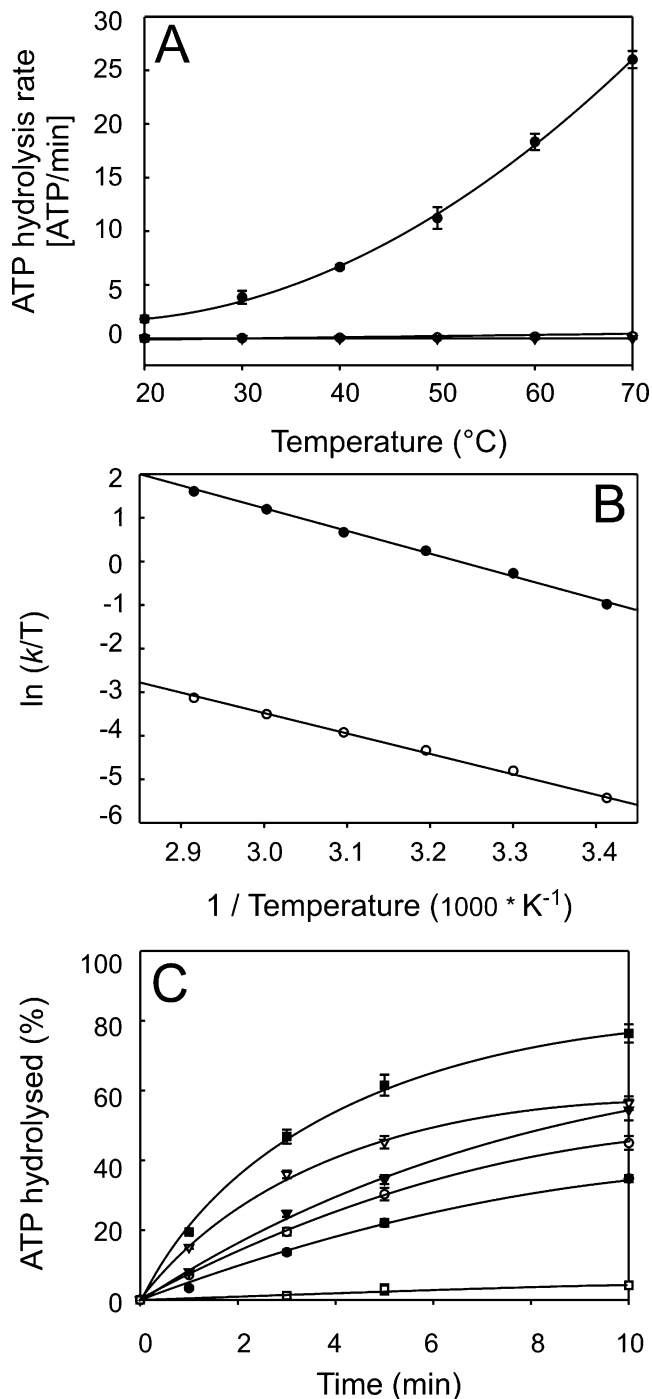 A
ATP hydrolysis rate
[ATP/min]
30
25
20
15
10
5
0
20 30 40 50 60 70
Temperature (°C)
B
ln (k/T)
2
1
0
-1
-2
-3
-4
-5
-6
2.9 3.0 3.1 3.2 3.3 3.4
1 / Temperature (1000 * K⁻¹)
C
ATP hydrolysed (%)
100
80
60
40
20
0
0 2 4 6 8 10
Time (min)